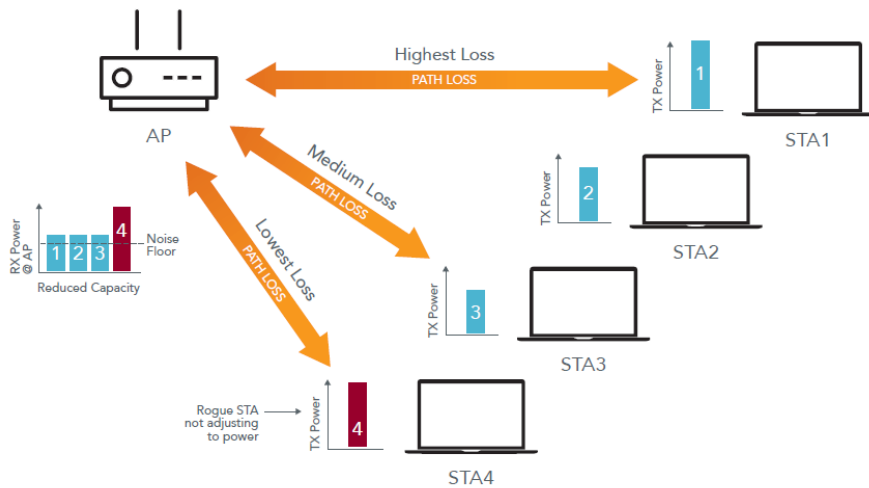 Highest Loss
PATH LOSS
TX Power
1
STA1
AP
Medium Loss
PATH LOSS
TX Power
2
STA2
Lowest Loss
PATH LOSS
RX Power
@ AP
1
2
3
4
Noise
Floor
Reduced Capacity
TX Power
3
STA3
Rogue STA
not adjusting
to power
TX Power
4
STA4